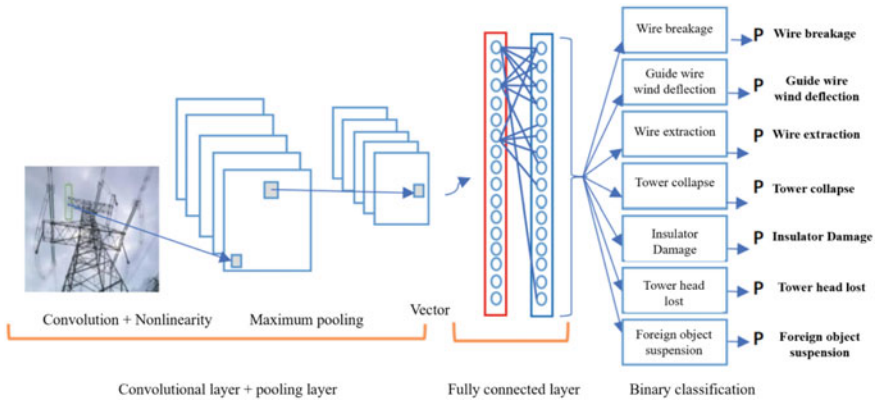 Wire breakage
P Wire breakage
Guide wire
wind deflection
P Guide wire
wind deflection
Wire extraction
P Wire extraction
Tower collapse
P Tower collapse
Insulator
Damage
P Insulator Damage
Tower head
lost
P Tower head lost
Foreign object
suspension
P Foreign object
suspension
Convolution + Nonlinearity
Maximum pooling
Vector
Convolutional layer + pooling layer
Fully connected layer
Binary classification